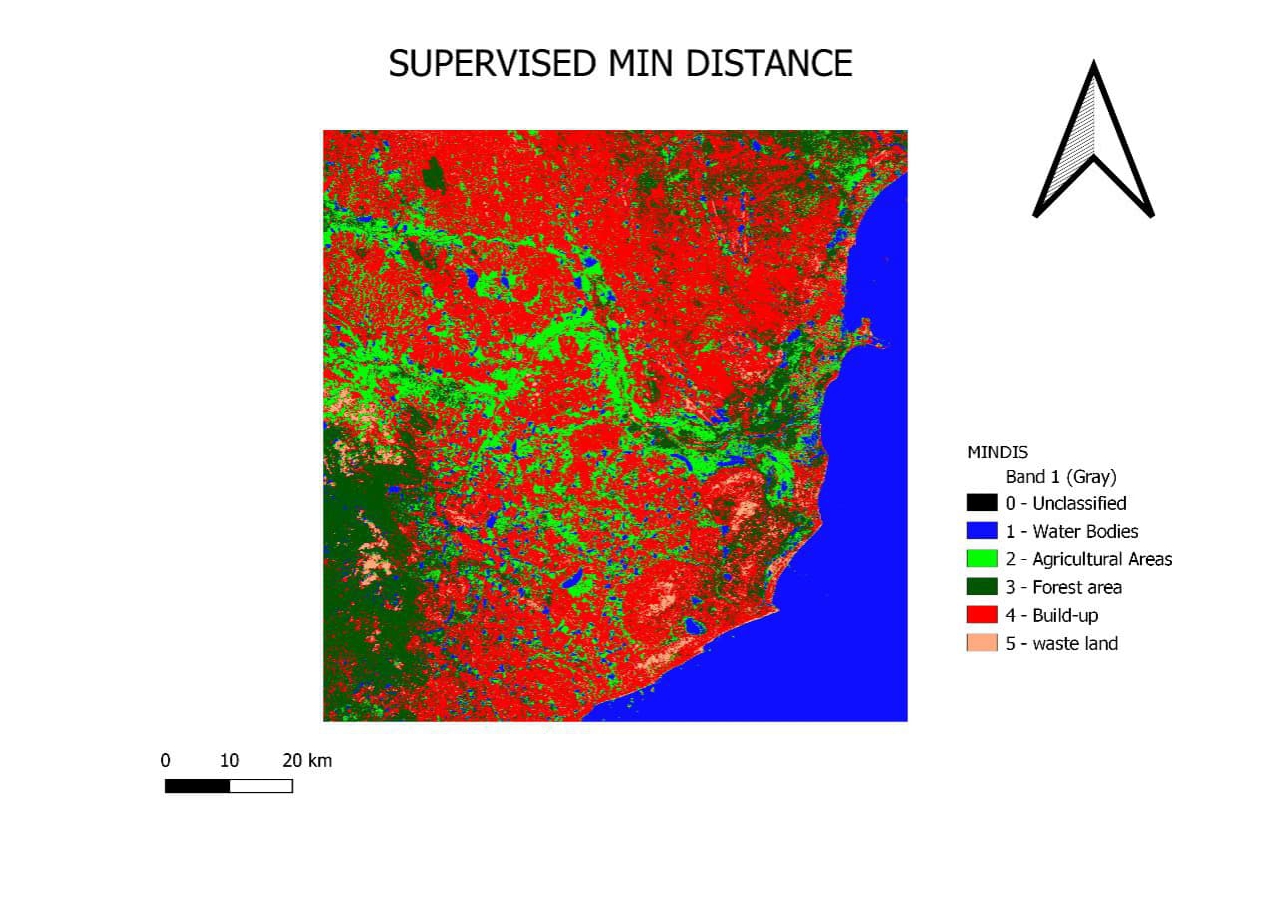 SUPERVISED MIN DISTANCE
MINDIS
Band 1 (Gray)
0 - Unclassified
1 - Water Bodies
2 - Agricultural Areas
3 - Forest area
4 - Build-up
5 - waste land
0 10 20 km